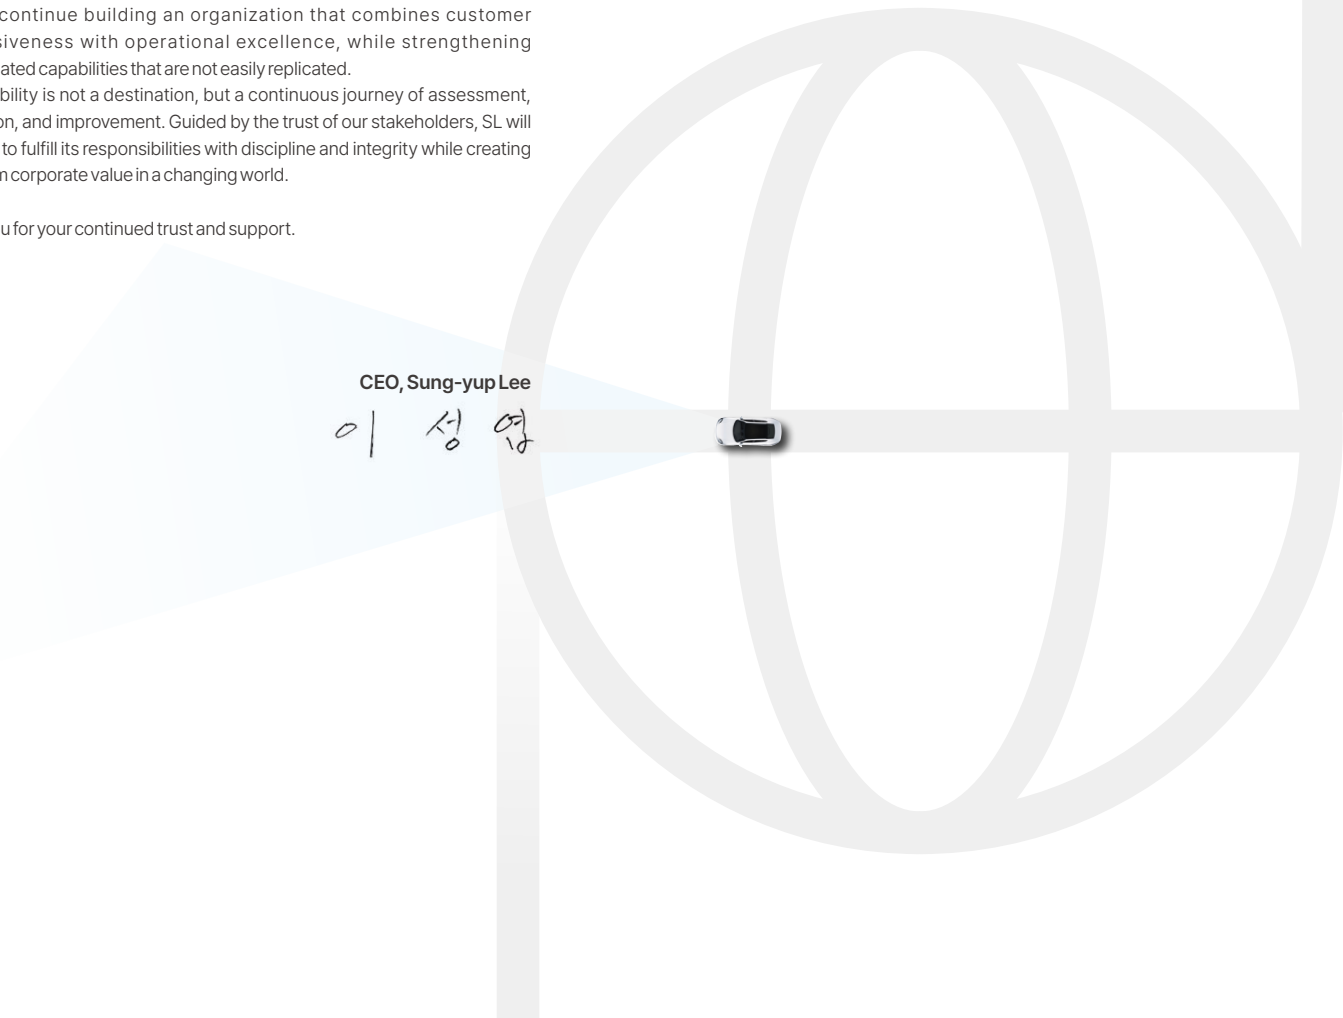 continue building an organization that combines customer
siveness with operational excellence, while strengthening
ated capabilities that are not easily replicated.
bility is not a destination, but a continuous journey of assessment,
on, and improvement. Guided by the trust of our stakeholders, SL will
to fulfill its responsibilities with discipline and integrity while creating
m corporate value in a changing world.
u for your continued trust and support.
CEO, Sung-yup Lee
이 성 엽